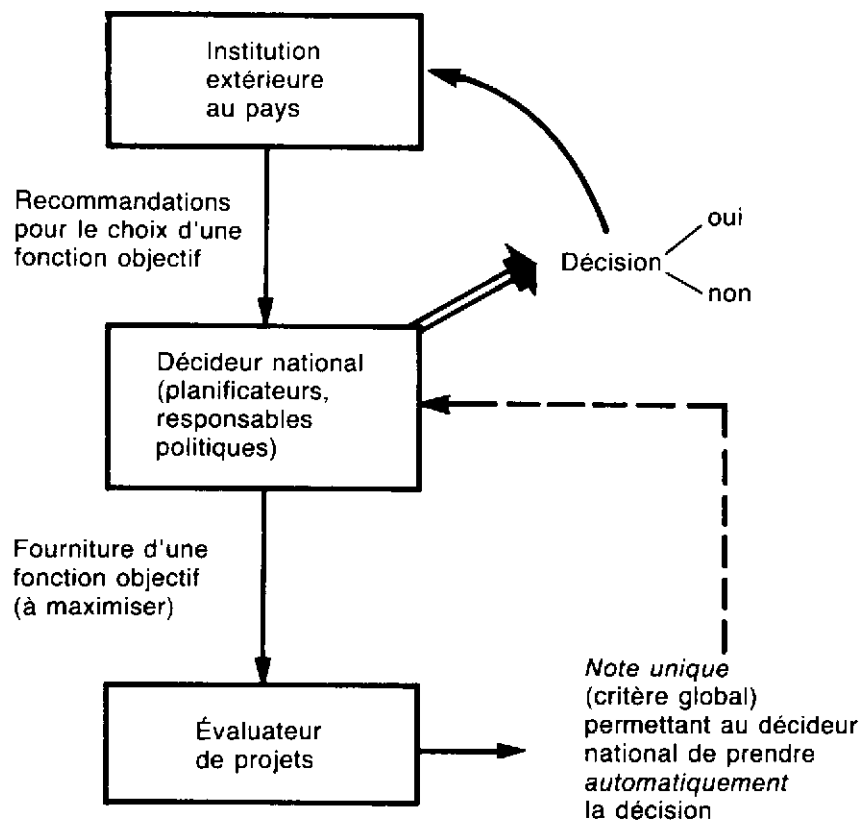 Institution
extérieure
au pays
Recommandations
pour le choix d'une
fonction objectif
oui
Décision
non
Décideur national
(planificateurs,
responsables
politiques)
Fourniture d'une
fonction objectif
(à maximiser)
Évaluateur
de projets
Note unique
(critère global)
permettant au décideur
national de prendre
automatiquement
la décision